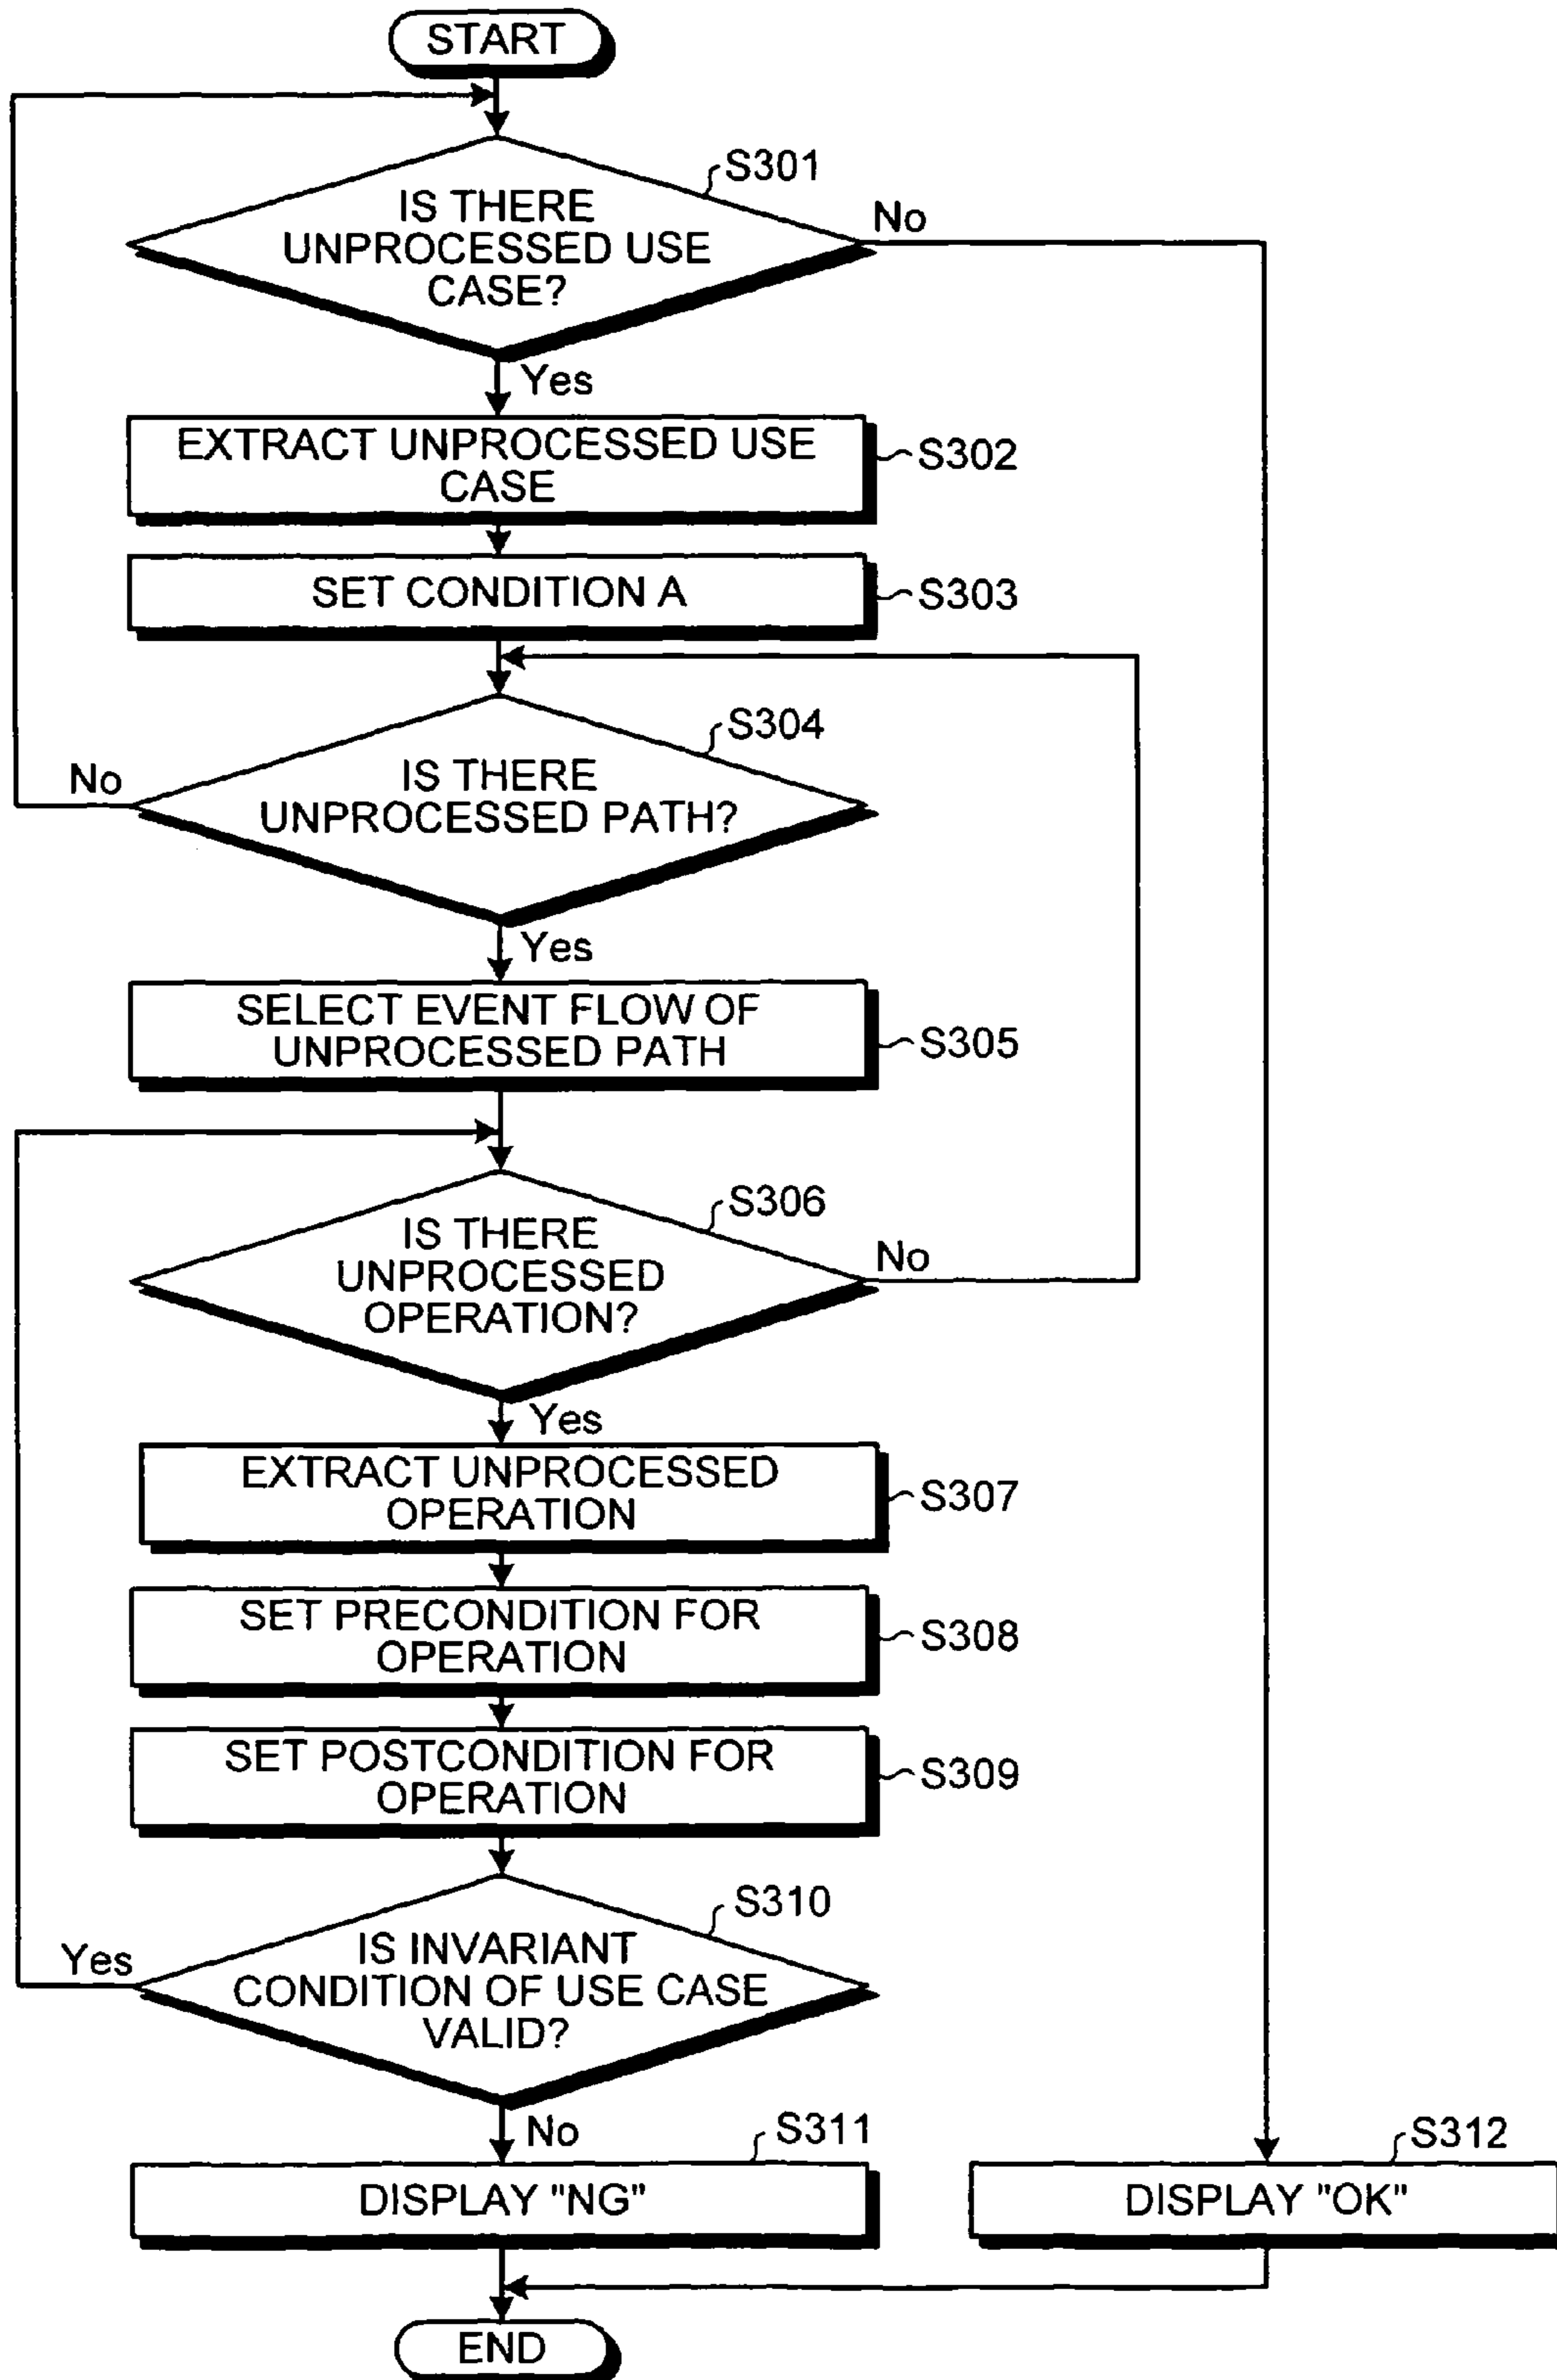 START
S301
IS THERE
UNPROCESSED USE
CASE?
No
Yes
EXTRACT UNPROCESSED USE
CASE
S302
SET CONDITION A
S303
S304
IS THERE
UNPROCESSED PATH?
No
Yes
SELECT EVENT FLOW OF
UNPROCESSED PATH
S305
S306
IS THERE
UNPROCESSED
OPERATION?
No
Yes
EXTRACT UNPROCESSED
OPERATION
S307
SET PRECONDITION FOR
OPERATION
S308
SET POSTCONDITION FOR
OPERATION
S309
S310
IS INVARIANT
CONDITION OF USE CASE
VALID?
Yes
No
S311
DISPLAY "NG"
S312
DISPLAY "OK"
END